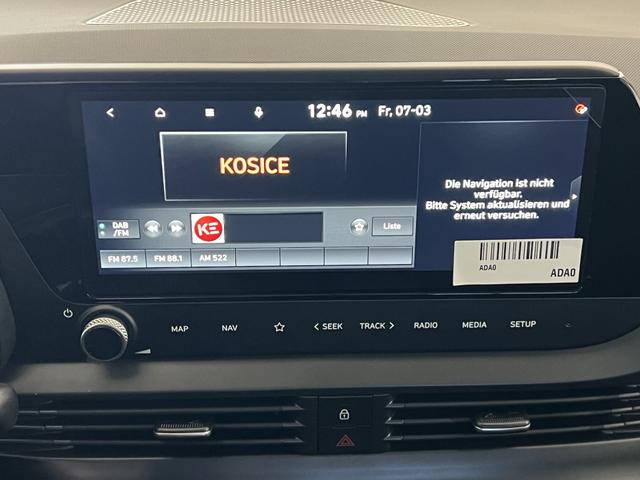 12:46 PM Fr, 07-03
KOSICE
Die Navigation ist nicht
verfügbar.
Bitte System aktualisieren und
erneut versuchen.
DAB
/FM
KE
Liste
FM 87.5 FM 88.1 AM 522
ADA0 ADA0
MAP NAV < SEEK TRACK > RADIO MEDIA SETUP